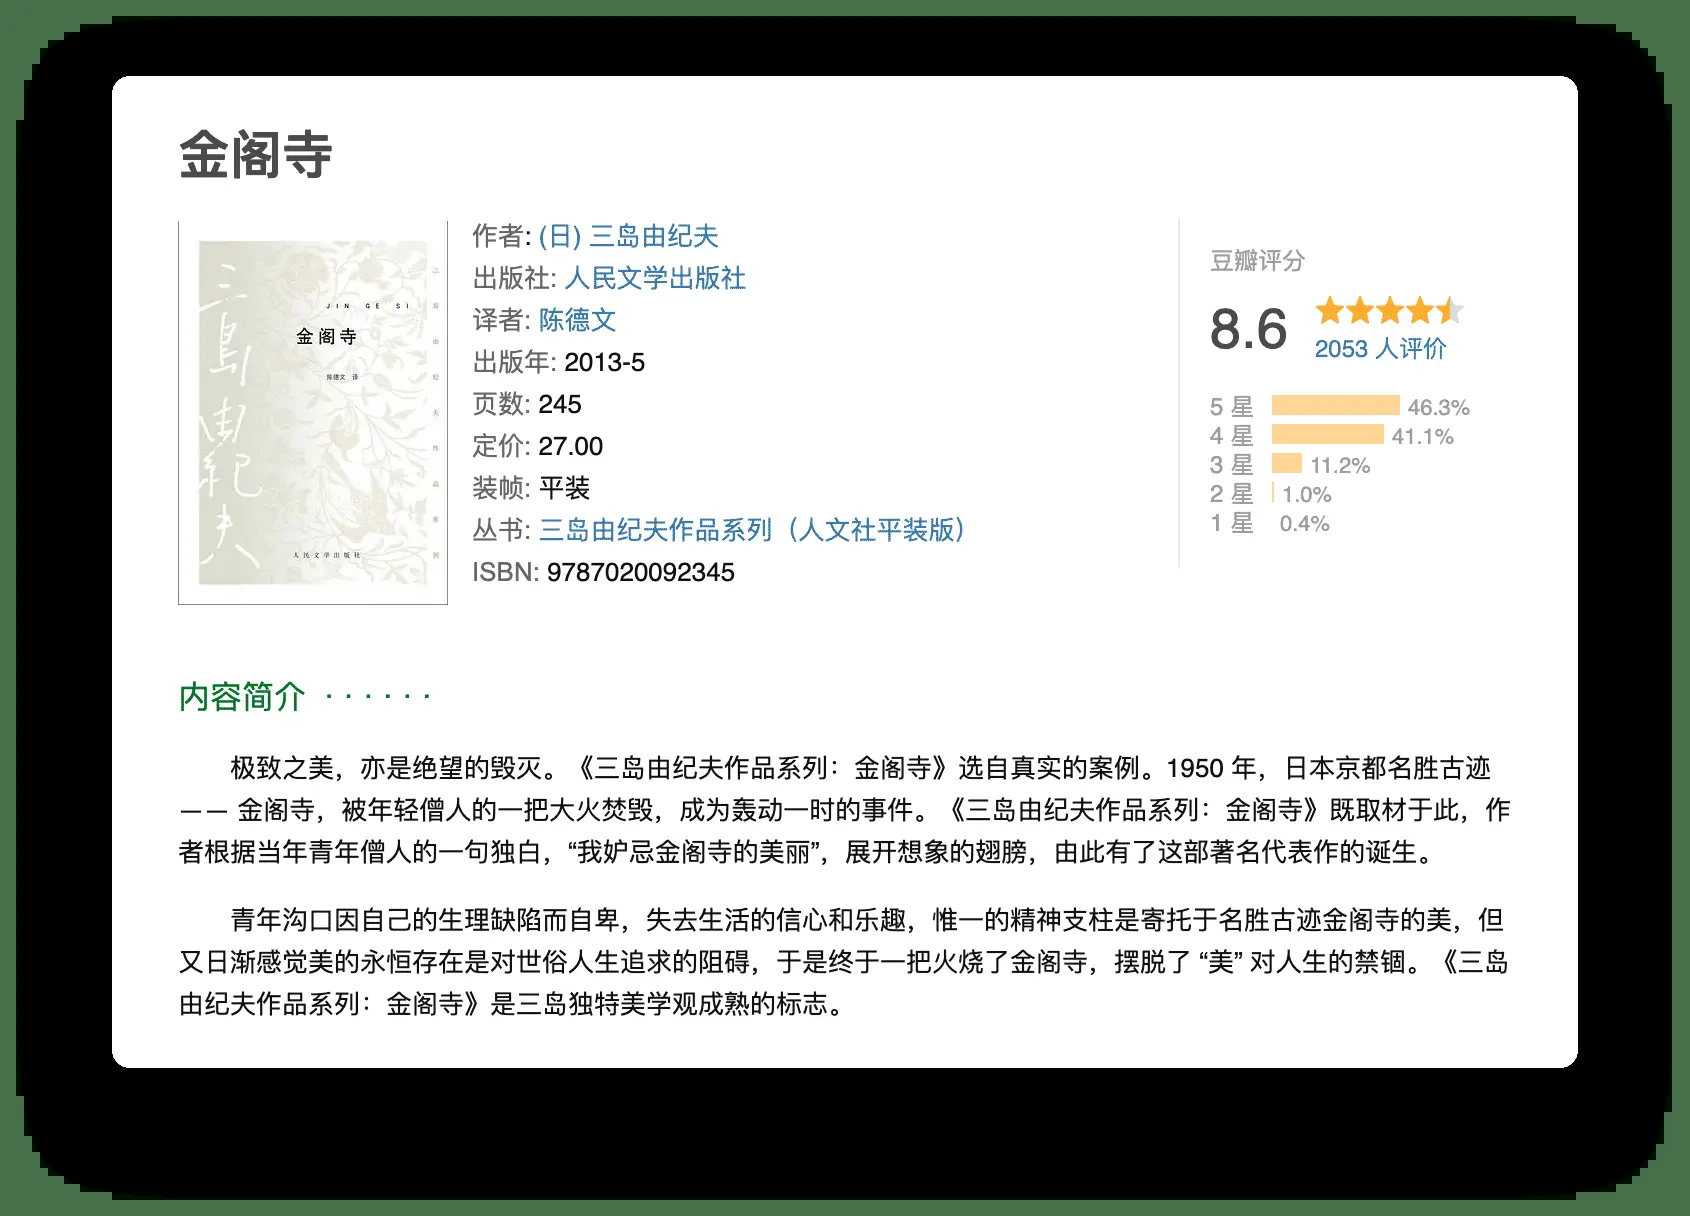 金阁寺
三岛由纪夫
JIN GE SI
金阁寺
陈德文 译
人民文学出版社
三岛由纪夫作品系列
作者: (日) 三岛由纪夫
出版社: 人民文学出版社
译者: 陈德文
出版年: 2013-5
页数: 245
定价: 27.00
装帧: 平装
丛书: 三岛由纪夫作品系列（人文社平装版）
ISBN: 9787020092345
豆瓣评分
8.6
2053 人评价
5 星 46.3%
4 星 41.1%
3 星 11.2%
2 星 1.0%
1 星 0.4%
内容简介 · · · · · ·
极致之美，亦是绝望的毁灭。《三岛由纪夫作品系列：金阁寺》选自真实的案例。1950 年，日本京都名胜古迹
—— 金阁寺，被年轻僧人的一把大火焚毁，成为轰动一时的事件。《三岛由纪夫作品系列：金阁寺》既取材于此，作
者根据当年青年僧人的一句独白，“我妒忌金阁寺的美丽”，展开想象的翅膀，由此有了这部著名代表作的诞生。
青年沟口因自己的生理缺陷而自卑，失去生活的信心和乐趣，惟一的精神支柱是寄托于名胜古迹金阁寺的美，但
又日渐感觉美的永恒存在是对世俗人生追求的阻碍，于是终于一把火烧了金阁寺，摆脱了 “美” 对人生的禁锢。《三岛
由纪夫作品系列：金阁寺》是三岛独特美学观成熟的标志。